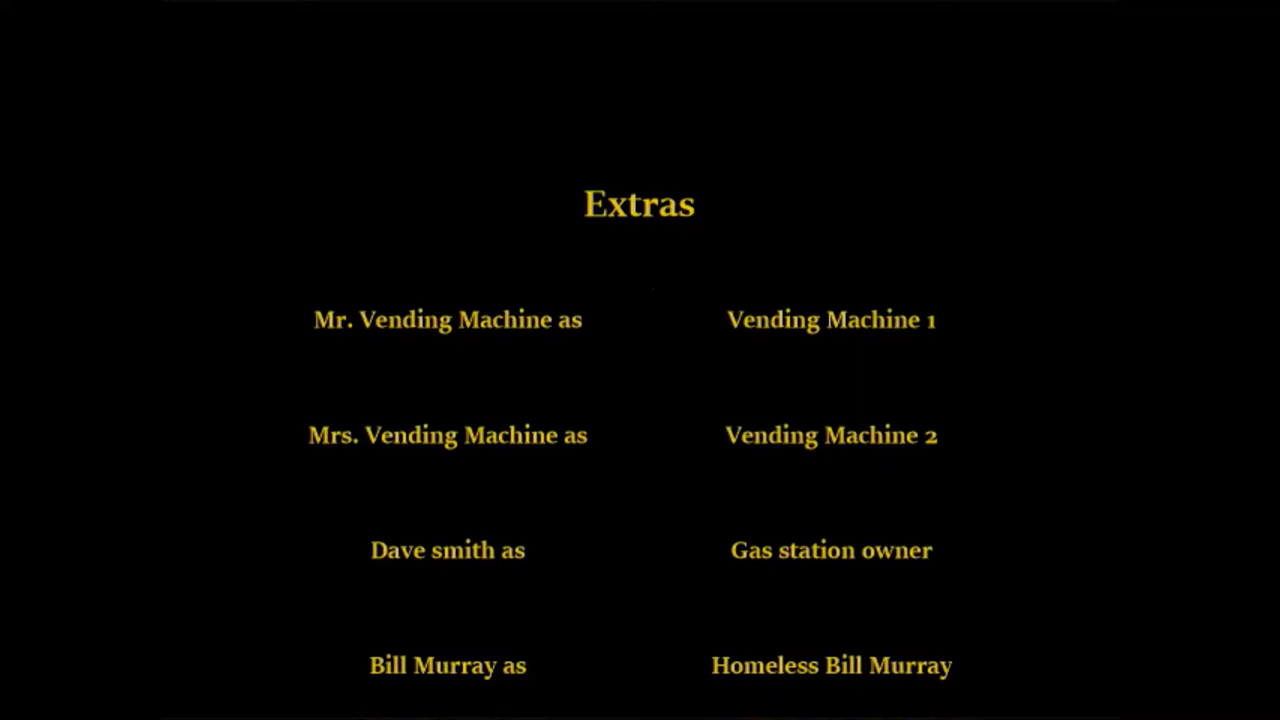 Extras
Mr. Vending Machine as Vending Machine 1
Mrs. Vending Machine as Vending Machine 2
Dave smith as Gas station owner
Bill Murray as Homeless Bill Murray